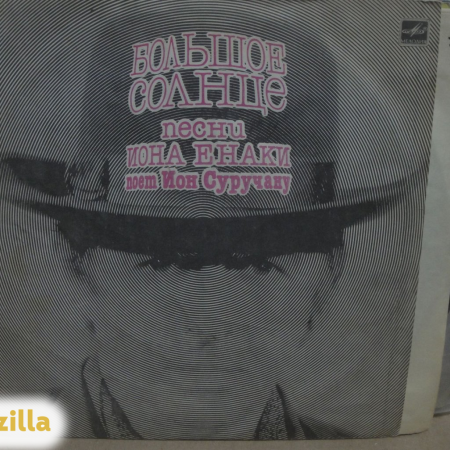 БОЛЬШОЕ
СОЛНЦЕ
песни
ИОНА ЕНАКИ
поет Ион Суручану
zilla